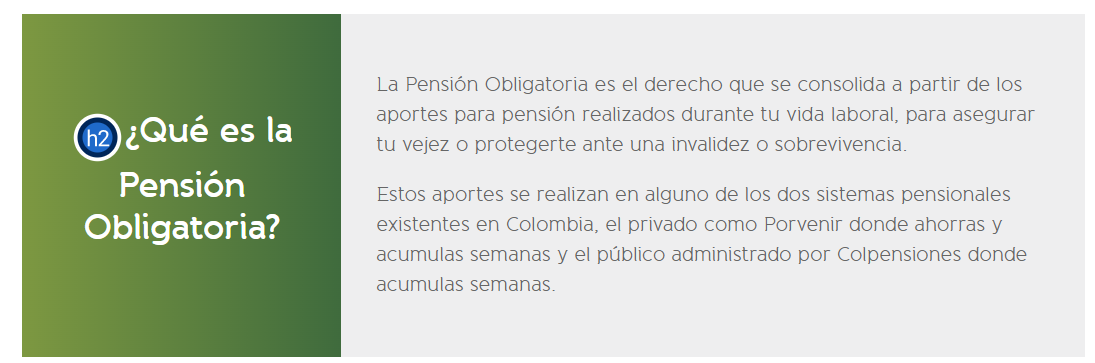 h2 ¿Qué es la
Pensión
Obligatoria?
La Pensión Obligatoria es el derecho que se consolida a partir de los
aportes para pensión realizados durante tu vida laboral, para asegurar
tu vejez o protegerte ante una invalidez o sobrevivencia.
Estos aportes se realizan en alguno de los dos sistemas pensionales
existentes en Colombia, el privado como Porvenir donde ahorras y
acumulas semanas y el público administrado por Colpensiones donde
acumulas semanas.